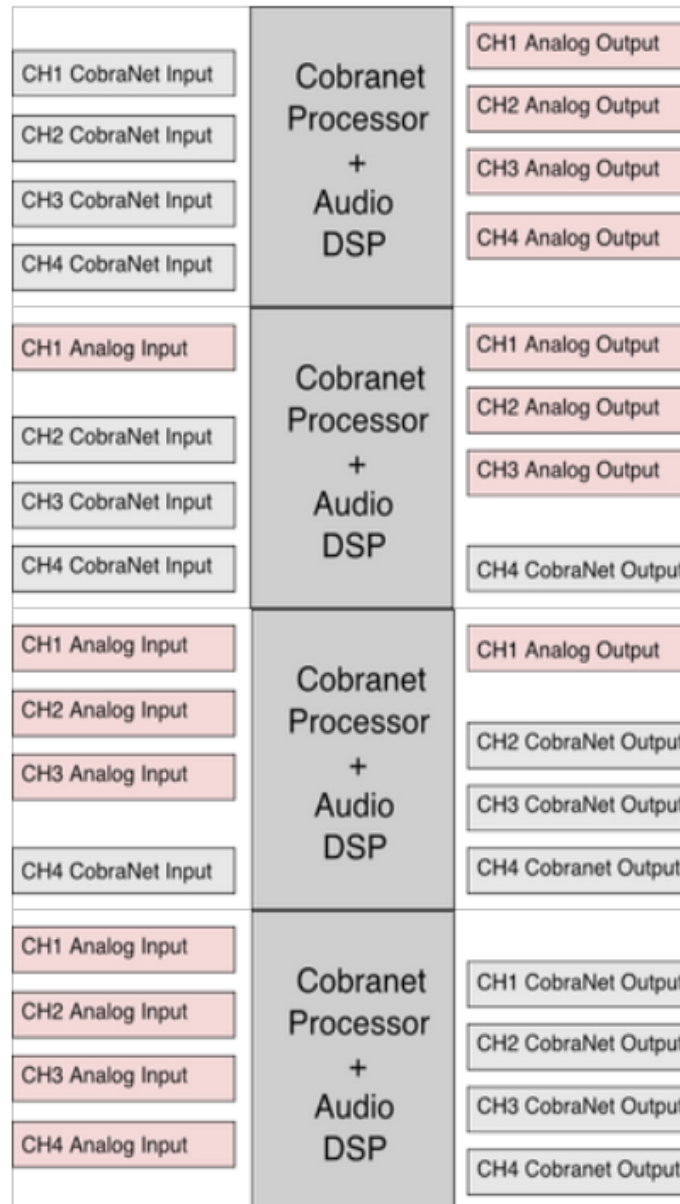 CH1 CobraNet Input
CH2 CobraNet Input
CH3 CobraNet Input
CH4 CobraNet Input
Cobranet
Processor
+
Audio
DSP
CH1 Analog Output
CH2 Analog Output
CH3 Analog Output
CH4 Analog Output
CH1 Analog Input
CH2 CobraNet Input
CH3 CobraNet Input
CH4 CobraNet Input
Cobranet
Processor
+
Audio
DSP
CH1 Analog Output
CH2 Analog Output
CH3 Analog Output
CH4 CobraNet Output
CH1 Analog Input
CH2 Analog Input
CH3 Analog Input
CH4 CobraNet Input
Cobranet
Processor
+
Audio
DSP
CH1 Analog Output
CH2 CobraNet Output
CH3 CobraNet Output
CH4 Cobranet Output
CH1 Analog Input
CH2 Analog Input
CH3 Analog Input
CH4 Analog Input
Cobranet
Processor
+
Audio
DSP
CH1 CobraNet Output
CH2 CobraNet Output
CH3 CobraNet Output
CH4 Cobranet Output